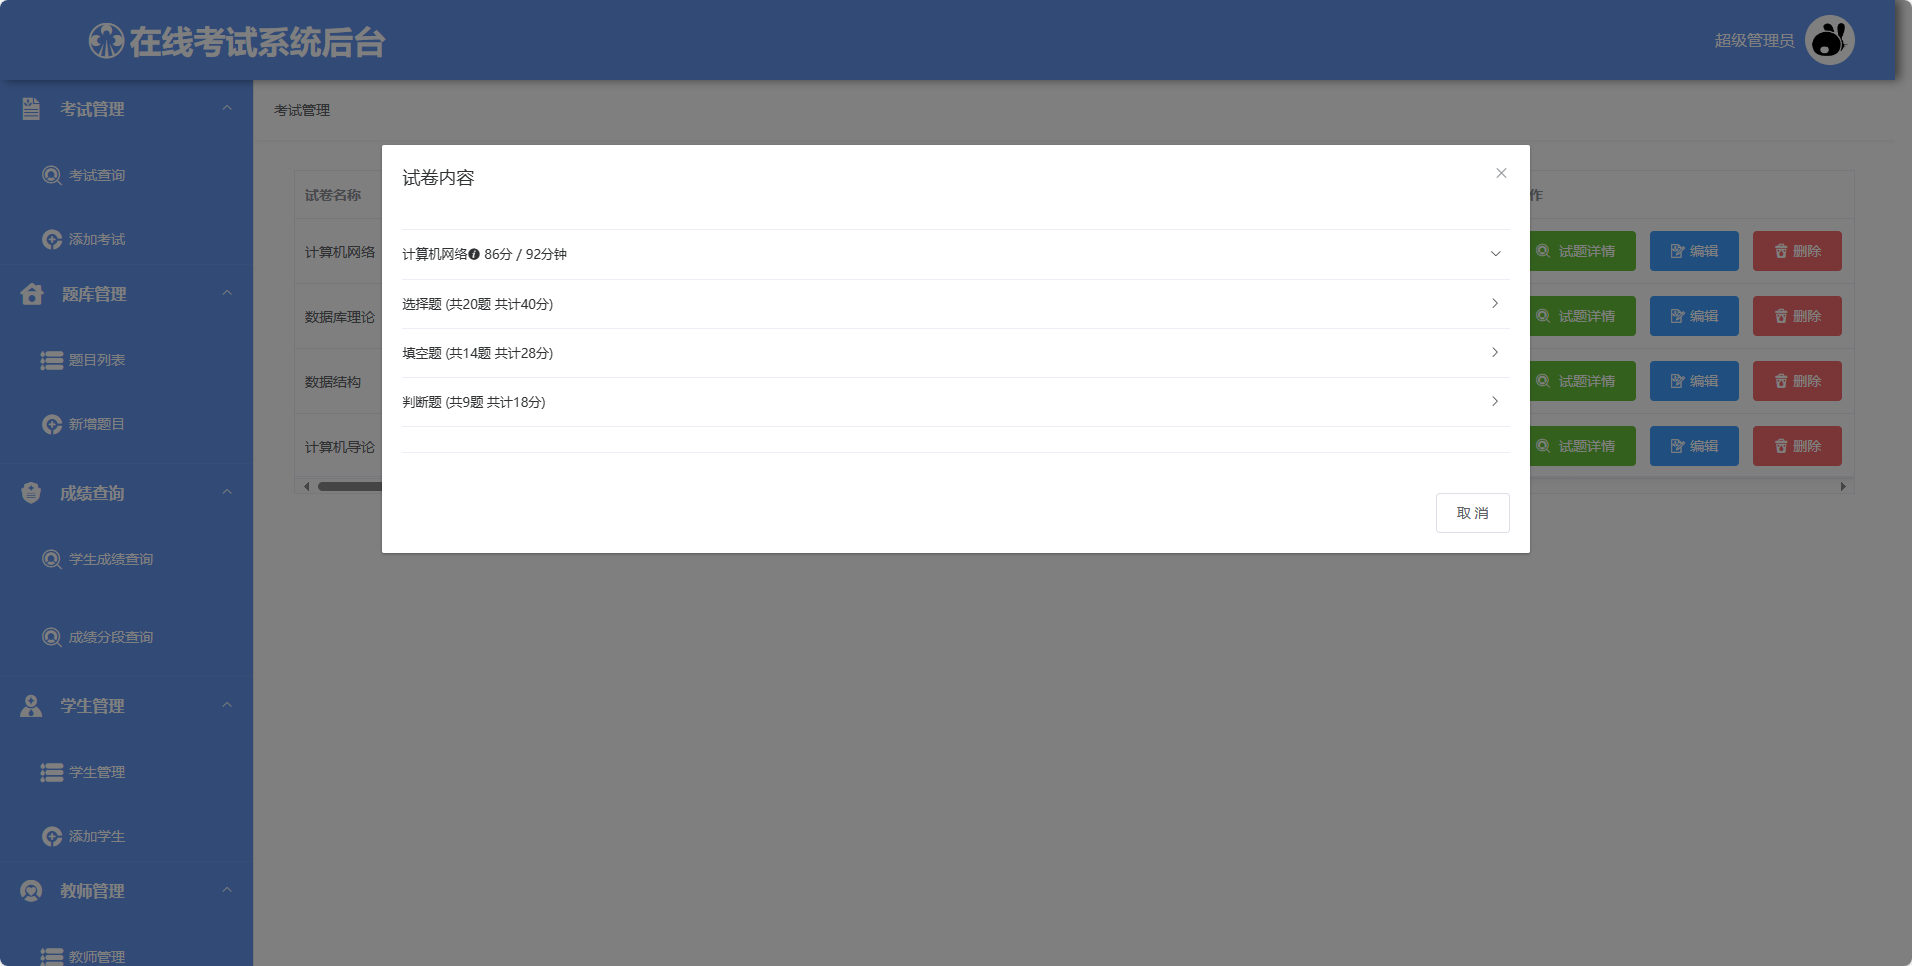 在线考试系统后台
超级管理员
考试管理
考试查询
添加考试
题库管理
题目列表
新增题目
成绩查询
学生成绩查询
成绩分段查询
学生管理
学生管理
添加学生
教师管理
教师管理
考试管理
试卷名称
作
计算机网络
试题详情 编辑 删除
数据库理论
试题详情 编辑 删除
数据结构
试题详情 编辑 删除
计算机导论
试题详情 编辑 删除
试卷内容
计算机网络 86分 / 92分钟
选择题 (共20题 共计40分)
填空题 (共14题 共计28分)
判断题 (共9题 共计18分)
取 消